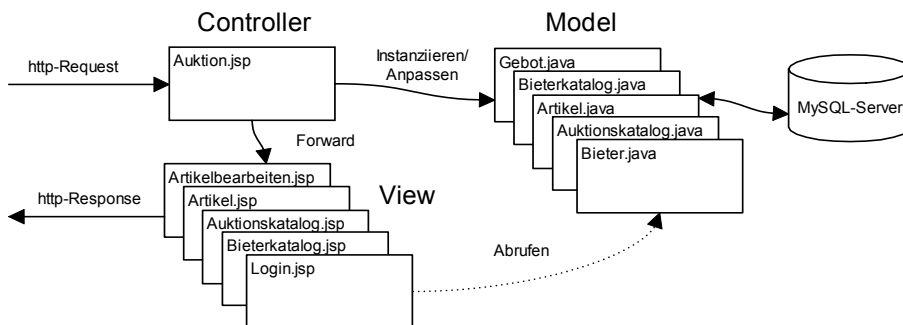 Controller
Model
http-Request
Auktion.jsp
Instanziieren/
Anpassen
Gebot.java
Bieterkatalog.java
Artikel.java
Auktionskatalog.java
Bieter.java
MySQL-Server
Forward
http-Response
Artikelbearbeiten.jsp
Artikel.jsp
Auktionskatalog.jsp
Bieterkatalog.jsp
Login.jsp
View
Abrufen